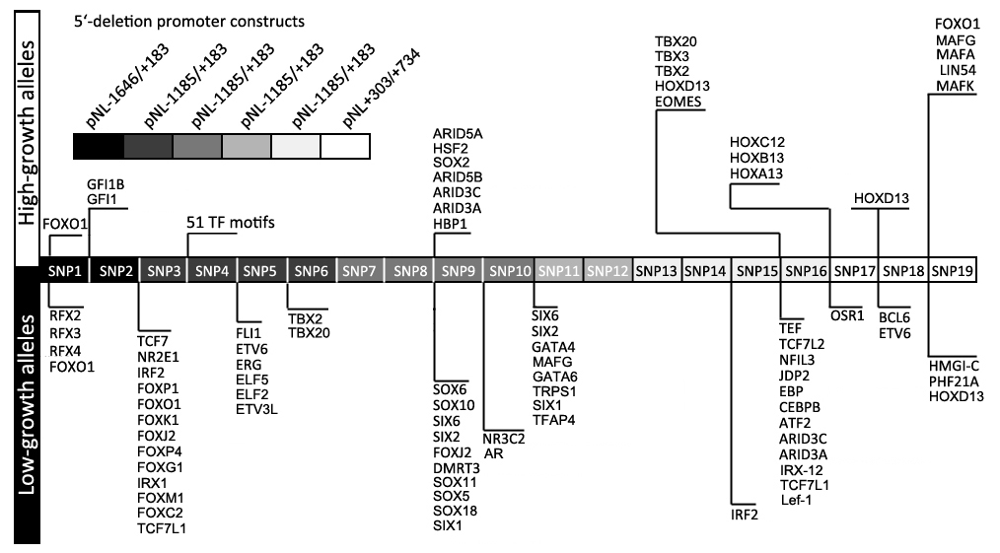 5‘-deletion promoter constructs
pNL-1646/+183
pNL-1185/+183
pNL-1185/+183
pNL-1185/+183
pNL-1185/+183
pNL+303/+734
High-growth alleles
Low-growth alleles
FOXO1
GFI1B
GFI1
51 TF motifs
ARID5A
HSF2
SOX2
ARID5B
ARID3C
ARID3A
HBP1
TBX20
TBX3
TBX2
HOXD13
EOMES
HOXC12
HOXB13
HOXA13
HOXD13
FOXO1
MAFG
MAFA
LIN54
MAFK
SNP1 SNP2 SNP3 SNP4 SNP5 SNP6 SNP7 SNP8 SNP9 SNP10 SNP11 SNP12 SNP13 SNP14 SNP15 SNP16 SNP17 SNP18 SNP19
RFX2
RFX3
RFX4
FOXO1
TCF7
NR2E1
IRF2
FOXP1
FOXO1
FOXK1
FOXJ2
FOXP4
FOXG1
IRX1
FOXM1
FOXC2
TCF7L1
FLI1
ETV6
ERG
ELF5
ELF2
ETV3L
TBX2
TBX20
SOX6
SOX10
SIX6
SIX2
FOXJ2
DMRT3
SOX11
SOX5
SOX18
SIX1
NR3C2
AR
SIX6
SIX2
GATA4
MAFG
GATA6
TRPS1
SIX1
TFAP4
IRF2
TEF
TCF7L2
NFIL3
JDP2
EBP
CEBPB
ATF2
ARID3C
ARID3A
IRX-12
TCF7L1
Lef-1
OSR1
BCL6
ETV6
HMGI-C
PHF21A
HOXD13